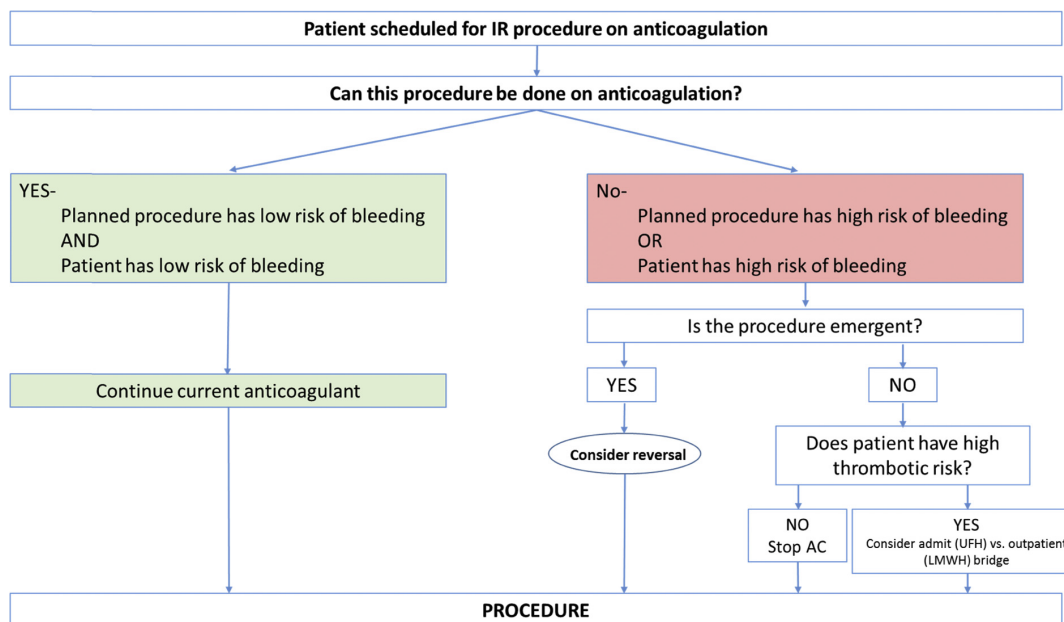 Patient scheduled for IR procedure on anticoagulation
Can this procedure be done on anticoagulation?
YES-
Planned procedure has low risk of bleeding
AND
Patient has low risk of bleeding
No-
Planned procedure has high risk of bleeding
OR
Patient has high risk of bleeding
Is the procedure emergent?
Continue current anticoagulant
YES
NO
Consider reversal
Does patient have high
thrombotic risk?
NO
Stop AC
YES
Consider admit (UFH) vs. outpatient
(LMWH) bridge
PROCEDURE